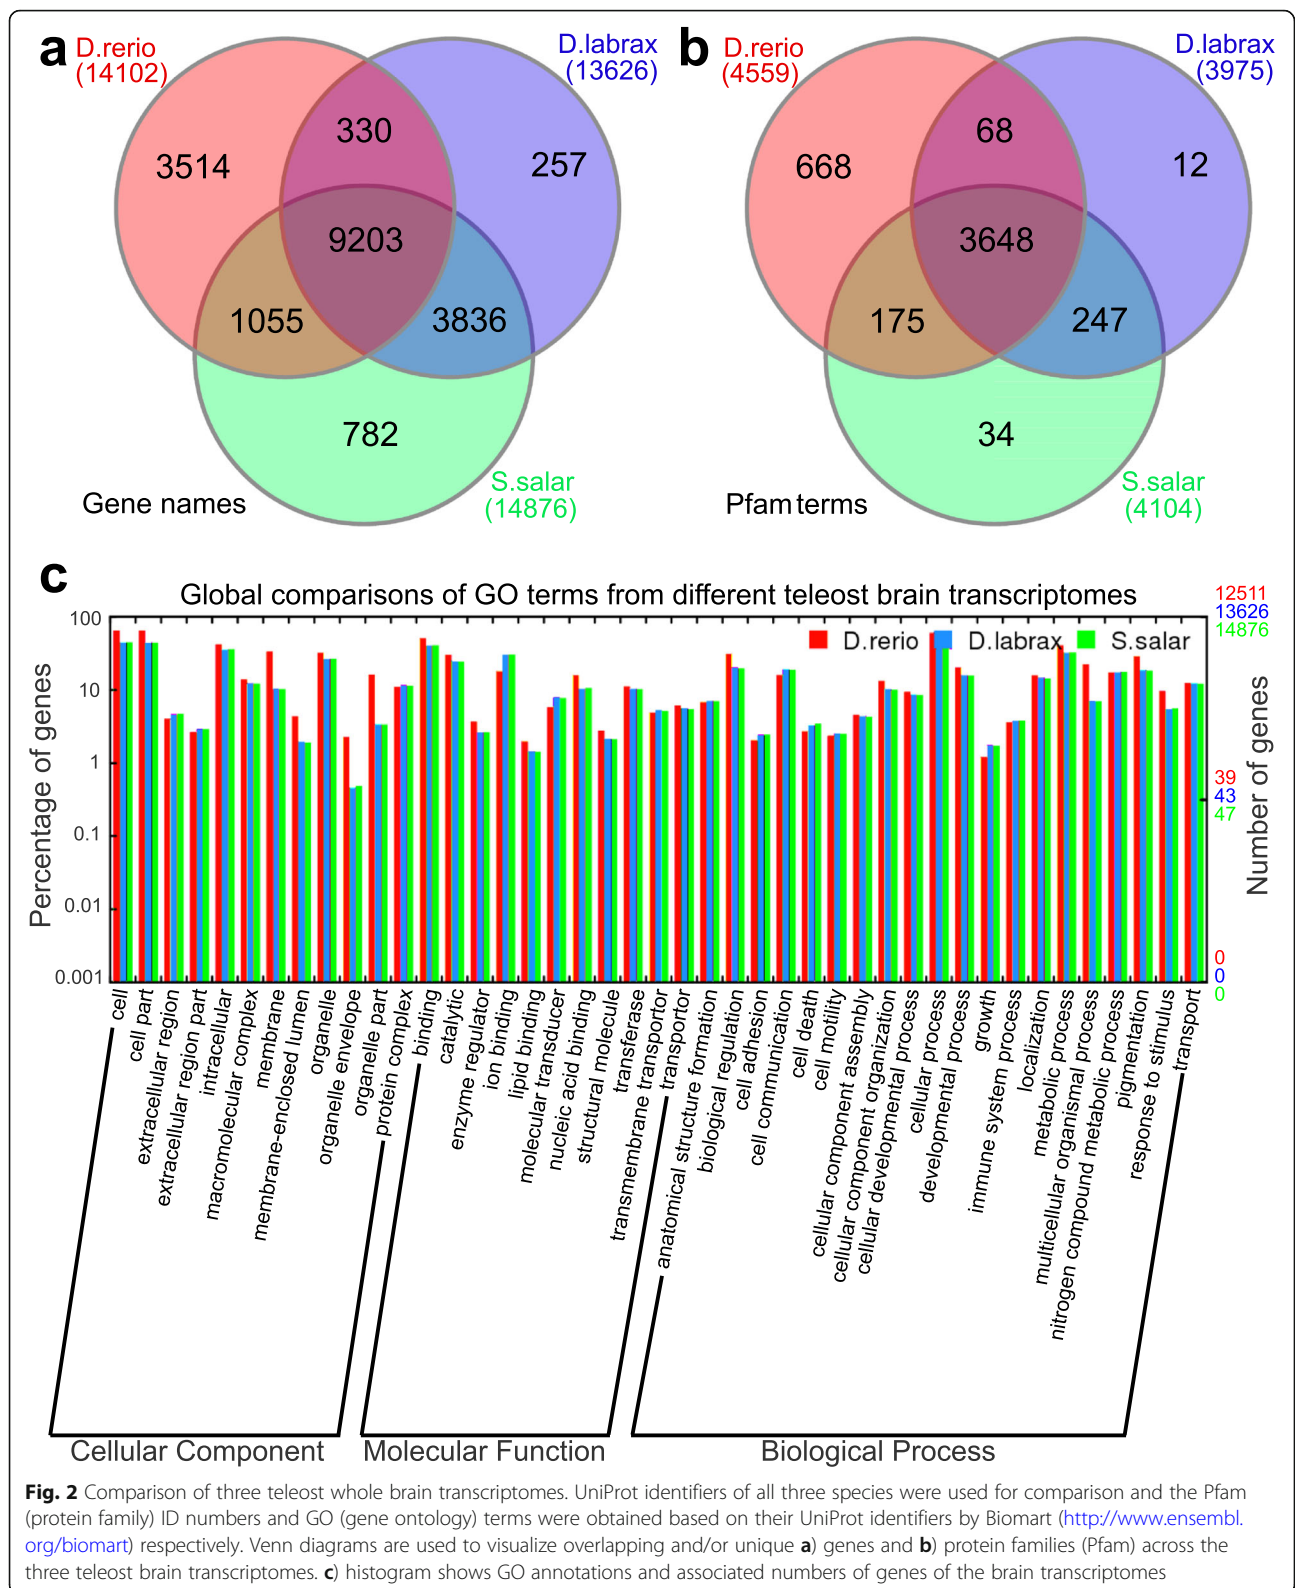 a
D.rerio
(14102)
D.labrax
(13626)
330
3514
257
9203
1055
3836
782
S.salar
(14876)
Gene names
b
D.rerio
(4559)
D.labrax
(3975)
68
668
12
3648
175
247
34
S.salar
(4104)
Pfam terms
c
Global comparisons of GO terms from different teleost brain transcriptomes
12511
13626
14876
D.rerio
D.labrax
S.salar
Percentage of genes
100
10
1
0.1
0.01
0.001
Number of genes
39
43
47
0
0
0
cell
cell part
extracellular region
extracellular region part
intracellular
macromolecular complex
membrane
membrane-enclosed lumen
organelle
organelle envelope
organelle part
protein complex
binding
catalytic
enzyme regulator
ion binding
lipid binding
molecular transducer
nucleic acid binding
structural molecule
transferase
transmembrane transportor
transportor
anatomical structure formation
biological regulation
cell adhesion
cell communication
cell death
cell motility
cellular component assembly
cellular component organization
cellular developmental process
cellular process
developmental process
growth
immune system process
localization
metabolic process
multicellular organismal process
nitrogen compound metabolic process
pigmentation
response to stimulus
transport
Cellular Component
Molecular Function
Biological Process
Fig. 2 Comparison of three teleost whole brain transcriptomes. UniProt identifiers of all three species were used for comparison and the Pfam
(protein family) ID numbers and GO (gene ontology) terms were obtained based on their UniProt identifiers by Biomart (http://www.ensembl.
org/biomart) respectively. Venn diagrams are used to visualize overlapping and/or unique a) genes and b) protein families (Pfam) across the
three teleost brain transcriptomes. c) histogram shows GO annotations and associated numbers of genes of the brain transcriptomes